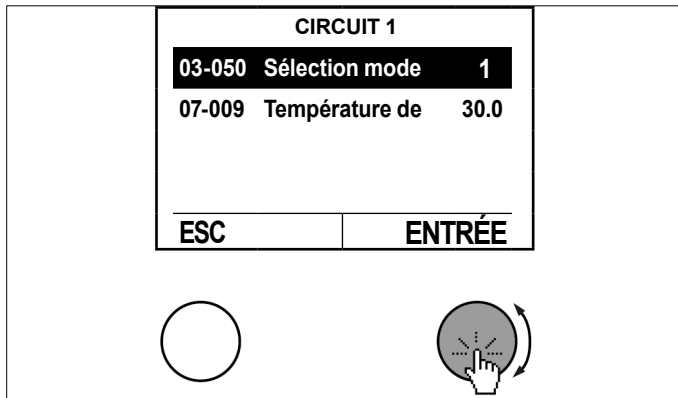 CIRCUIT 1
03-050 Sélection mode 1
07-009 Température de 30.0
ESC ENTRÉE